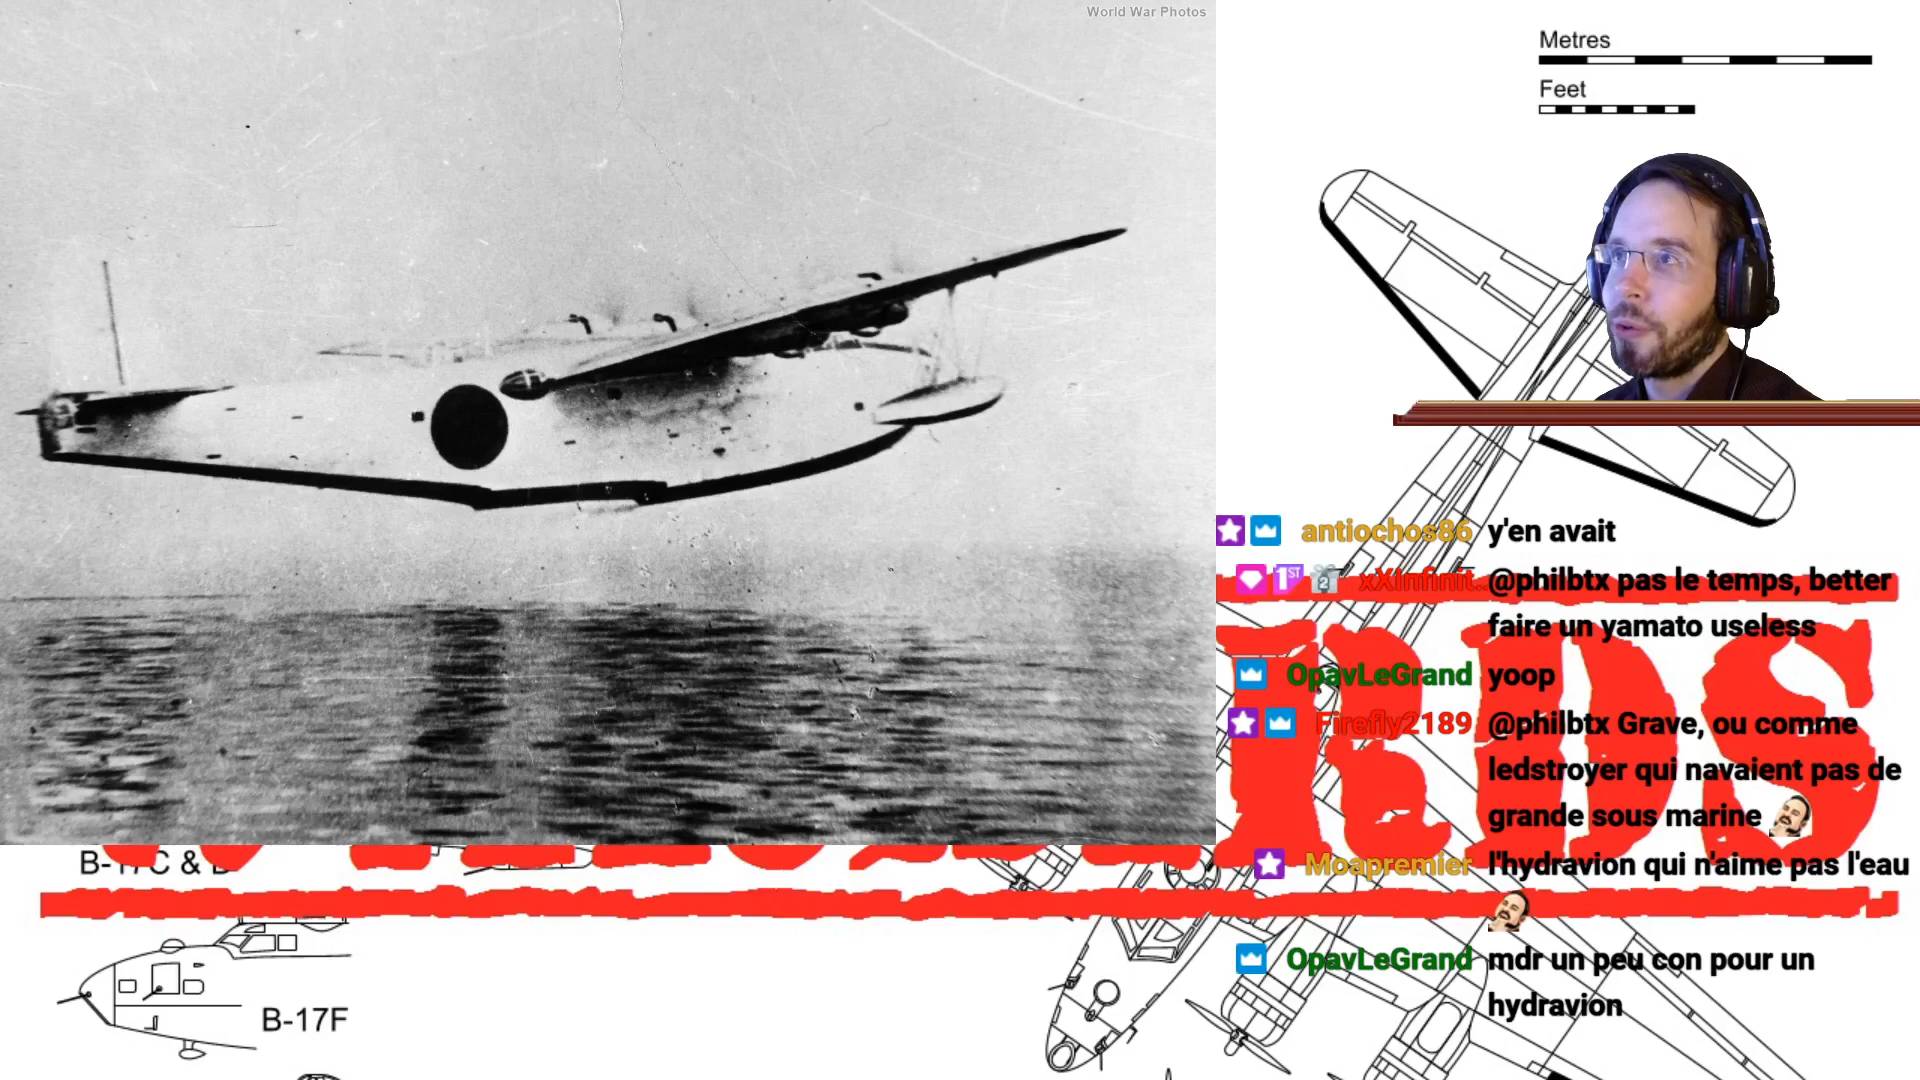 World War Photos
Metres
Feet
antiochos86 y'en avait
xXInfinit.. @philbtx pas le temps, better
faire un yamato useless
OpavLeGrand yoop
Firefly2189 @philbtx Grave, ou comme
ledstroyer qui navaient pas de
grande sous marine
Moapremier l'hydravion qui n'aime pas l'eau
OpavLeGrand mdr un peu con pour un
hydravion
B-17C & D
B-17F